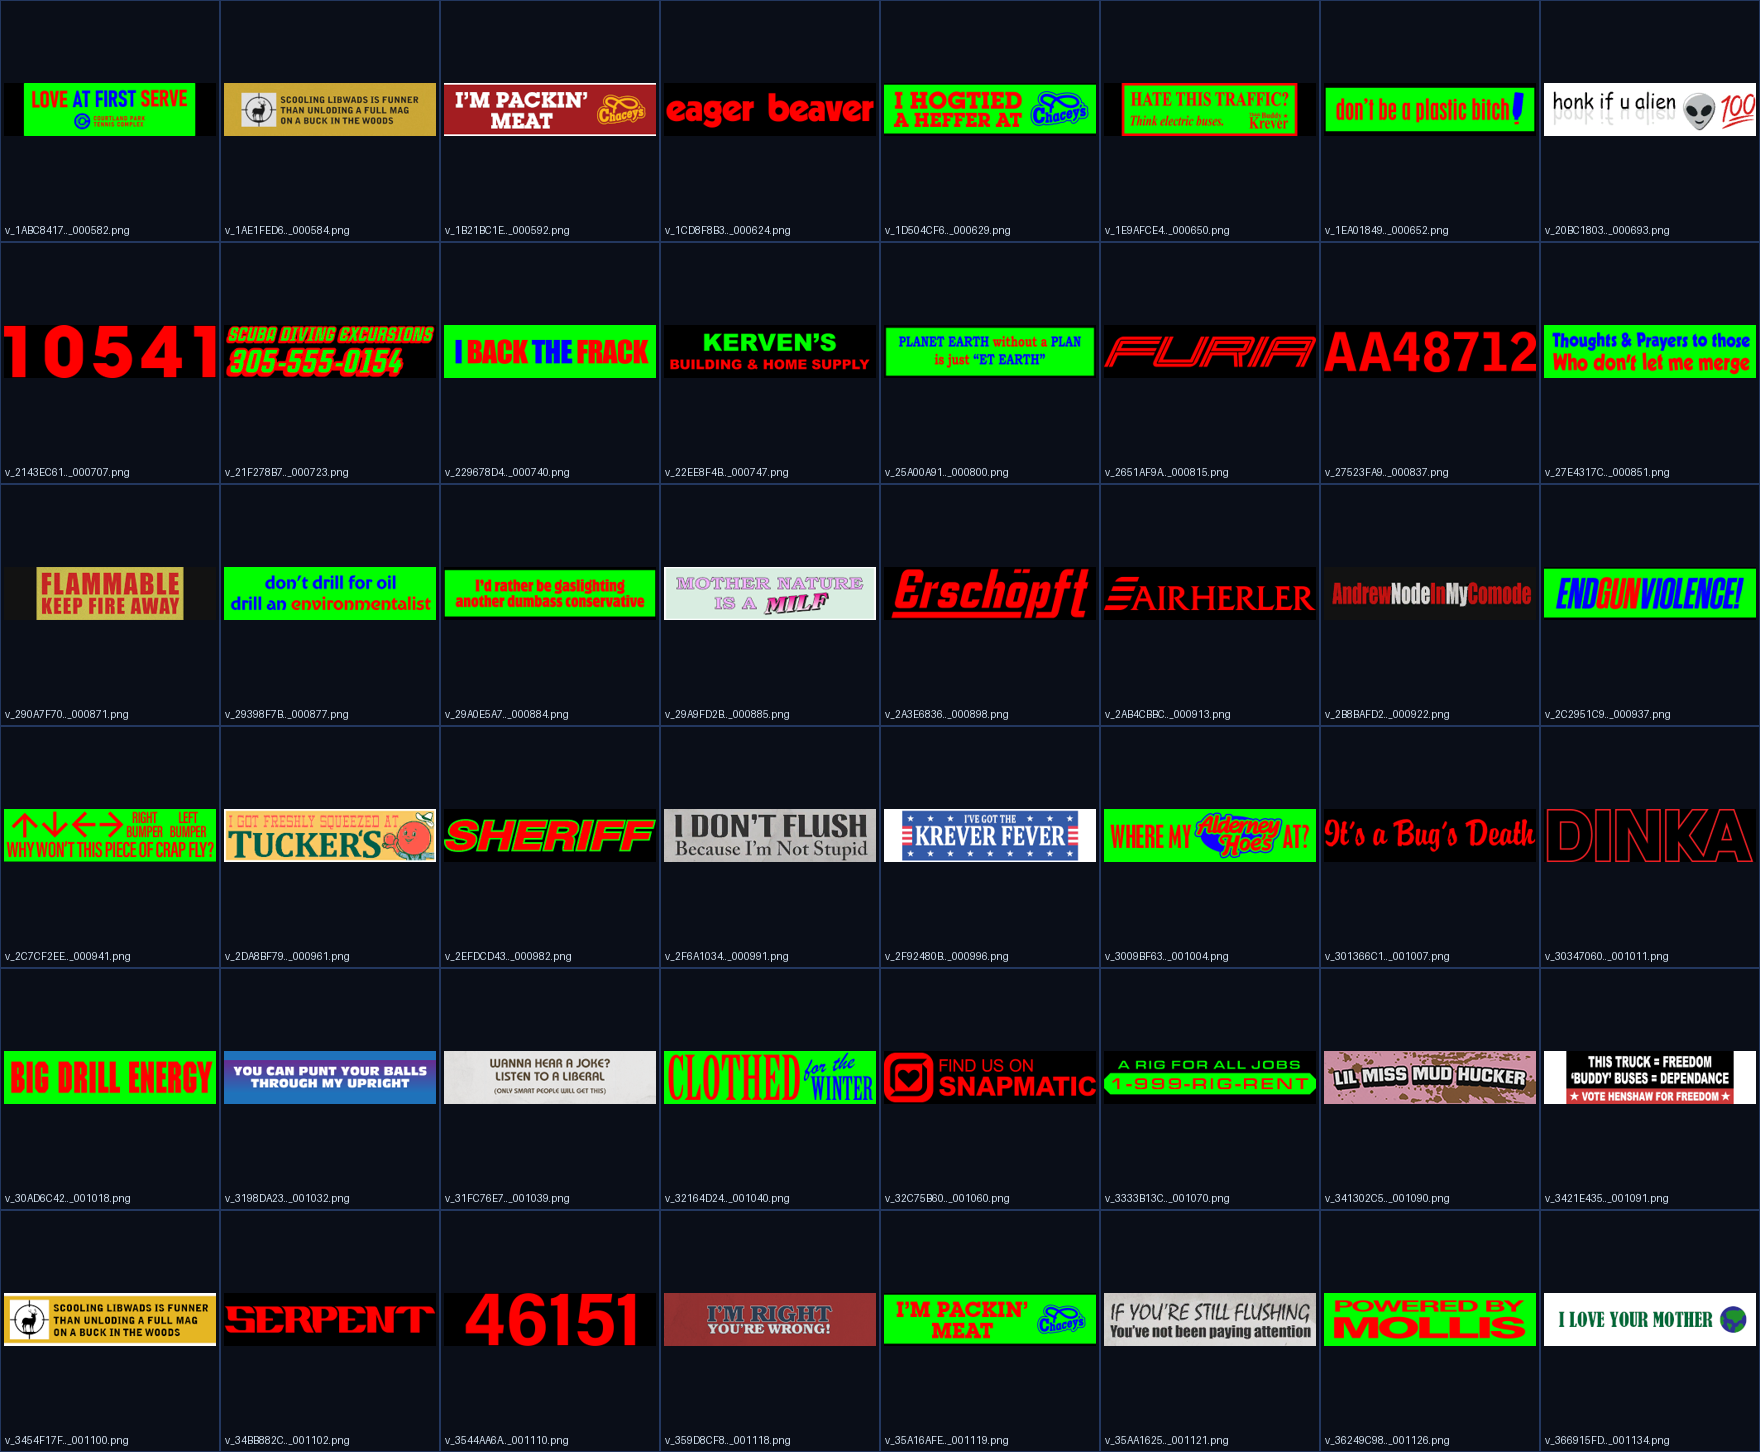 LOVE AT FIRST SERVE
COURTLAND PARK
TENNIS COMPLEX
v_1ABC8417.._000582.png
SCOOLING LIBWADS IS FUNNER
THAN UNLODING A FULL MAG
ON A BUCK IN THE WOODS
v_1AE1FED6.._000584.png
I'M PACKIN'
MEAT
Chacey's
v_1B21BC1E.._000592.png
eager beaver
v_1CD8F8B3.._000624.png
I HOGTIED
A HEFFER AT
Chacey's
v_1D504CF6.._000629.png
HATE THIS TRAFFIC?
Think electric buses.
Buddy
Krever
v_1E9AFCE4.._000650.png
don't be a plastic bitch!
v_1EA01849.._000652.png
honk if u alien
100
v_20BC1803.._000693.png
10541
v_2143EC61.._000707.png
SCUBA DIVING EXCURSIONS
305-555-0154
v_21F278B7.._000723.png
I BACK THE FRACK
v_229678D4.._000740.png
KERVEN'S
BUILDING & HOME SUPPLY
v_22EE8F4B.._000747.png
PLANET EARTH without a PLAN
is just "ET EARTH"
v_25A00A91.._000800.png
FURIA
v_2651AF9A.._000815.png
AA48712
v_27523FA9.._000837.png
Thoughts & Prayers to those
Who don't let me merge
v_27E4317C.._000851.png
FLAMMABLE
KEEP FIRE AWAY
v_290A7F70.._000871.png
don't drill for oil
drill an environmentalist
v_29398F7B.._000877.png
I'd rather be gaslighting
another dumbass conservative
v_29A0E5A7.._000884.png
MOTHER NATURE
IS A MILF
v_29A9FD2B.._000885.png
Erschöpft
v_2A3E6836.._000898.png
FAIRHERLER
v_2AB4CBBC.._000913.png
AndrewNodeInMyComode
v_2B8BAFD2.._000922.png
ENDGUNVIOLENCE!
v_2C2951C9.._000937.png
RIGHT BUMPER
LEFT BUMPER
WHY WON'T THIS PIECE OF CRAP FLY?
v_2C7CF2EE.._000941.png
I GOT FRESHLY SQUEEZED AT
TUCKER'S
v_2DA8BF79.._000961.png
SHERIFF
v_2EFDCD43.._000982.png
I DON'T FLUSH
Because I'm Not Stupid
v_2F6A1034.._000991.png
I'VE GOT THE
KREVER FEVER
v_2F92480B.._000996.png
WHERE MY Alderney Hoes AT?
v_3009BF63.._001004.png
It's a Bug's Death
v_301366C1.._001007.png
DINKA
v_30347060.._001011.png
BIG DRILL ENERGY
v_30AD6C42.._001018.png
YOU CAN PUNT YOUR BALLS
THROUGH MY UPRIGHT
v_3198DA23.._001032.png
WANNA HEAR A JOKE?
LISTEN TO A LIBERAL
(ONLY SMART PEOPLE WILL GET THIS)
v_31FC76E7.._001039.png
CLOTHED for the WINTER
v_32164D24.._001040.png
FIND US ON
SNAPMATIC
v_32C75B60.._001060.png
A RIG FOR ALL JOBS
1-999-RIG-RENT
v_3333B13C.._001070.png
LIL MISS MUD HUCKER
v_341302C5.._001090.png
THIS TRUCK = FREEDOM
'BUDDY' BUSES = DEPENDANCE
VOTE HENSHAW FOR FREEDOM
v_3421E435.._001091.png
SCOOLING LIBWADS IS FUNNER
THAN UNLODING A FULL MAG
ON A BUCK IN THE WOODS
v_3454F17F.._001100.png
SERPENT
v_34BB882C.._001102.png
46151
v_3544AA6A.._001110.png
I'M RIGHT
YOU'RE WRONG!
v_359D8CF8.._001118.png
I'M PACKIN'
MEAT
Chacey's
v_35A16AFE.._001119.png
IF YOU'RE STILL FLUSHING
You've not been paying attention
v_35AA1625.._001121.png
POWERED BY
MOLLIS
v_36249C98.._001126.png
I LOVE YOUR MOTHER
v_366915FD.._001134.png